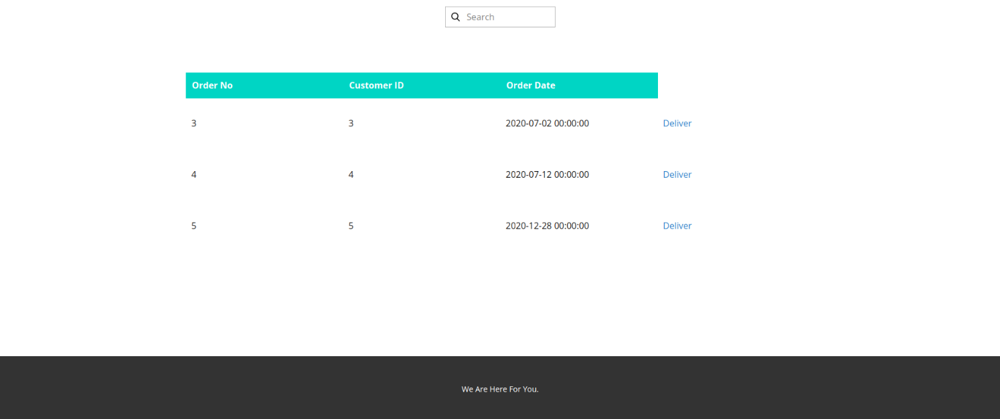 Search
Order No Customer ID Order Date
3 3 2020-07-02 00:00:00 Deliver
4 4 2020-07-12 00:00:00 Deliver
5 5 2020-12-28 00:00:00 Deliver
We Are Here For You.